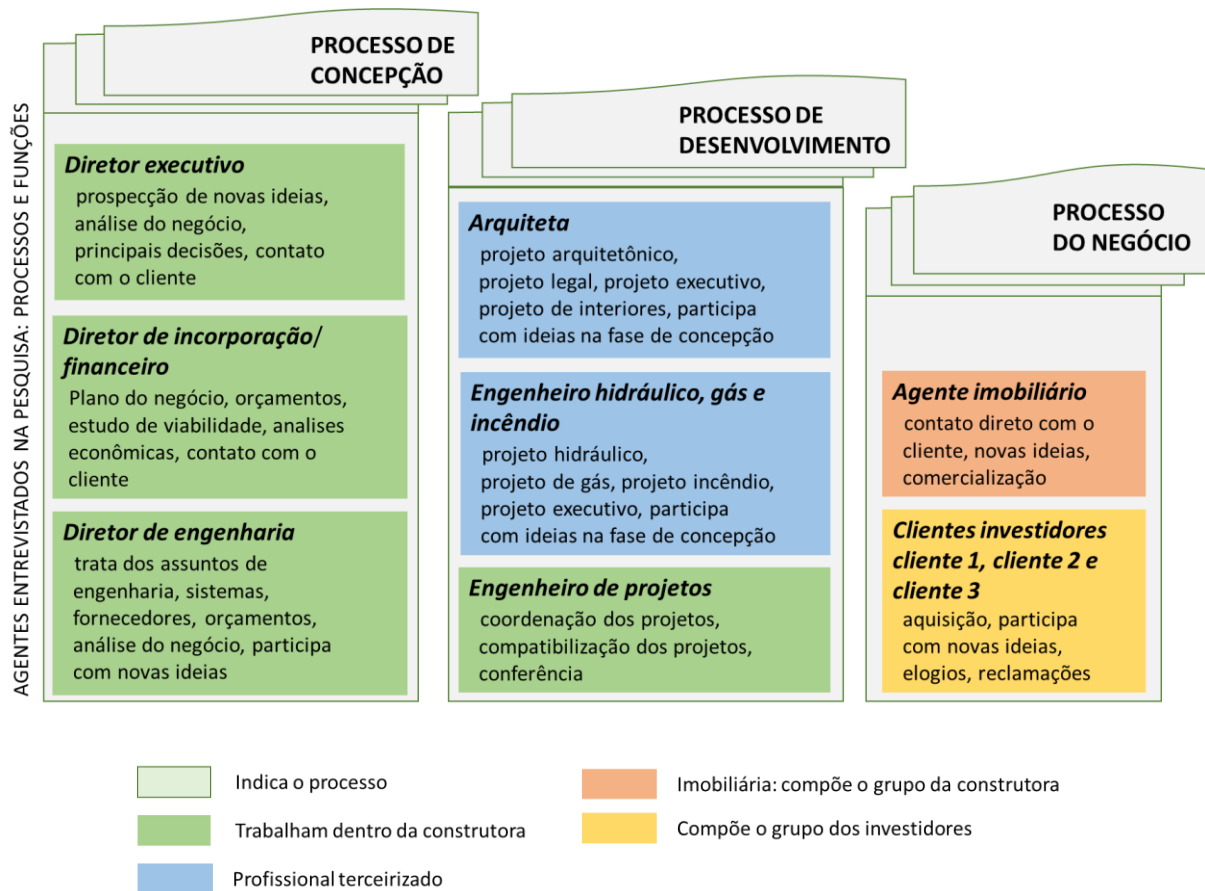 AGENTES ENTREVISTADOS NA PESQUISA: PROCESSOS E FUNÇÕES
PROCESSO DE
CONCEPÇÃO
Diretor executivo
prospecção de novas ideias,
análise do negócio,
principais decisões, contato
com o cliente
Diretor de incorporação/
financeiro
Plano do negócio, orçamentos,
estudo de viabilidade, analises
econômicas, contato com o
cliente
Diretor de engenharia
trata dos assuntos de
engenharia, sistemas,
fornecedores, orçamentos,
análise do negócio, participa
com novas ideias
PROCESSO DE
DESENVOLVIMENTO
Arquiteta
projeto arquitetônico,
projeto legal, projeto executivo,
projeto de interiores, participa
com ideias na fase de concepção
Engenheiro hidráulico, gás e
incêndio
projeto hidráulico,
projeto de gás, projeto incêndio,
projeto executivo, participa
com ideias na fase de concepção
Engenheiro de projetos
coordenação dos projetos,
compatibilização dos projetos,
conferência
PROCESSO
DO NEGÓCIO
Agente imobiliário
contato direto com o
cliente, novas ideias,
comercialização
Clientes investidores
cliente 1, cliente 2 e
cliente 3
aquisição, participa
com novas ideias,
elogios, reclamações
Indica o processo
Trabalham dentro da construtora
Profissional terceirizado
Imobiliária: compõe o grupo da construtora
Compõe o grupo dos investidores